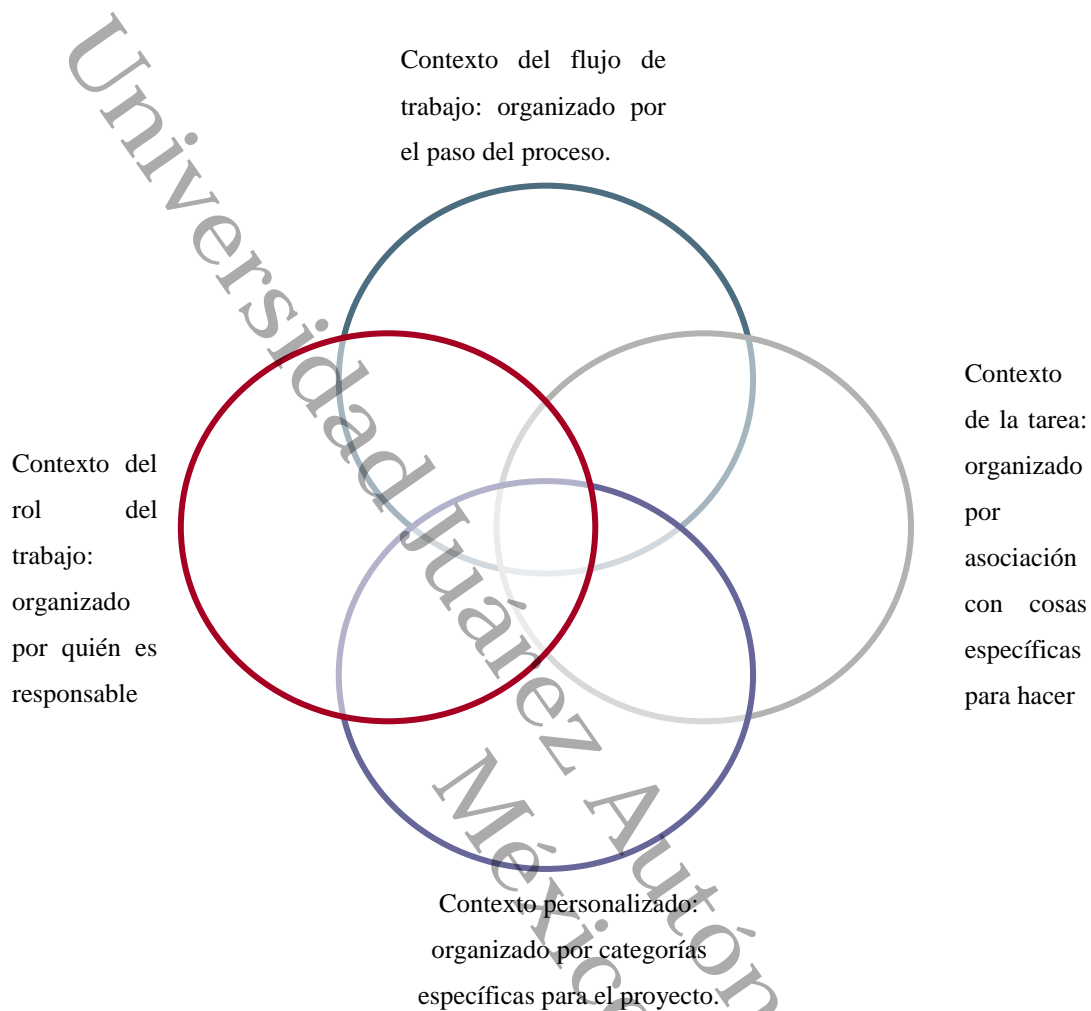 Contexto del flujo de
trabajo: organizado por
el paso del proceso.
Contexto del
rol del
trabajo:
organizado
por quién es
responsable
Contexto
de la tarea:
organizado
por
asociación
con cosas
específicas
para hacer
Contexto personalizado:
organizado por categorías
específicas para el proyecto.
Universidad Juárez Autón
México